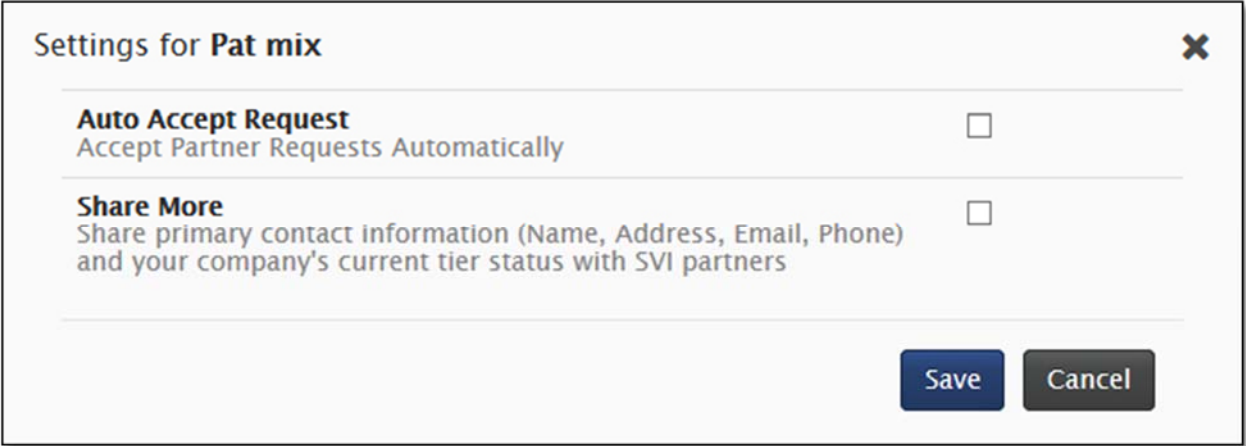 Settings for Pat mix
Auto Accept Request
Accept Partner Requests Automatically
Share More
Share primary contact information (Name, Address, Email, Phone)
and your company's current tier status with SVI partners
Save
Cancel